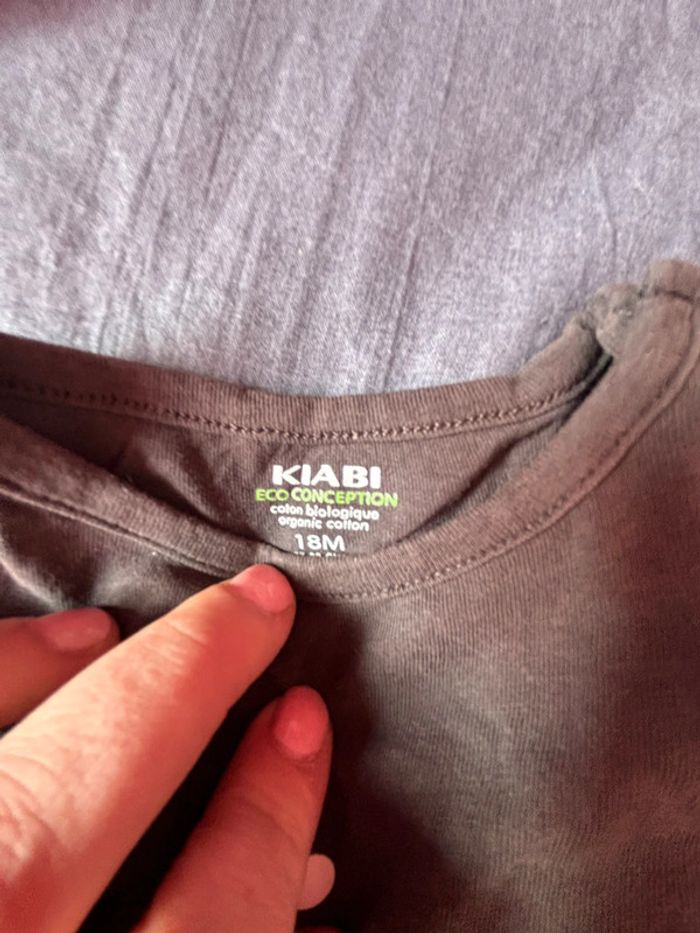 KIABI
ECO CONCEPTION
coton biologique
organic cotton
18M